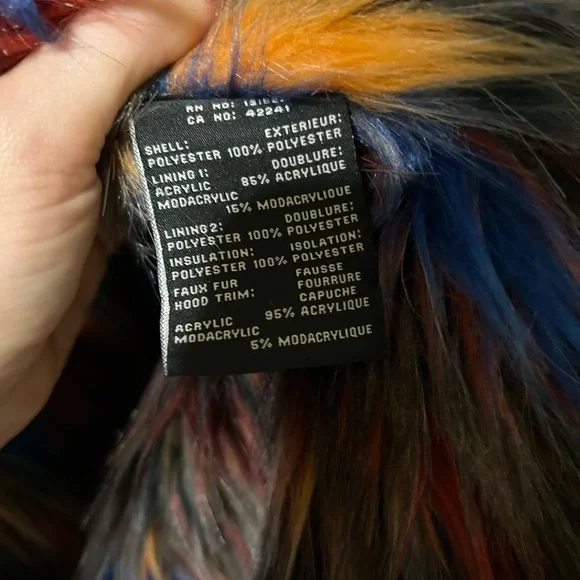 RN NO:
CA NO: 42241
SHELL: EXTERIEUR:
POLYESTER 100% POLYESTER
LINING 1: DOUBLURE:
ACRYLIC 85% ACRYLIQUE
MODACRYLIC
15% MODACRYLIQUE
LINING2: DOUBLURE:
POLYESTER 100% POLYESTER
INSULATION: ISOLATION:
POLYESTER 100% POLYESTER
FAUX FUR FAUSSE
HOOD TRIM: FOURRURE
CAPUCHE
ACRYLIC 95% ACRYLIQUE
MODACRYLIC
5% MODACRYLIQUE